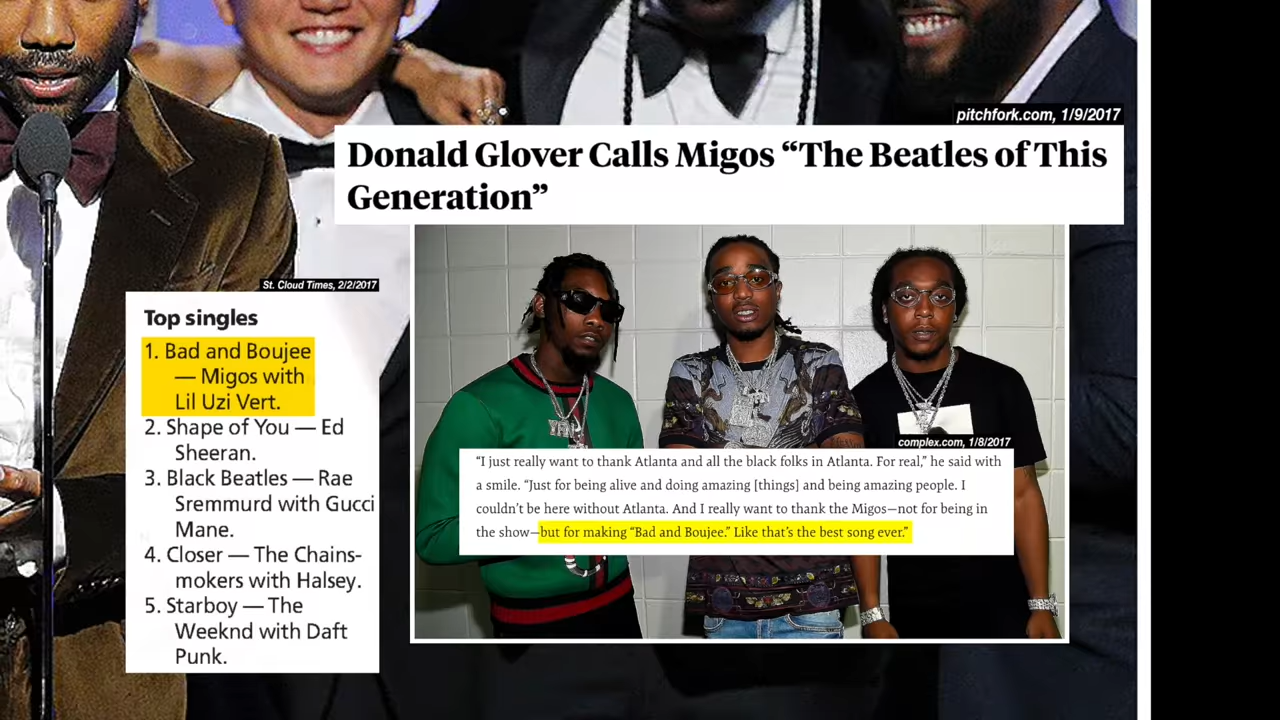 pitchfork.com, 1/9/2017
Donald Glover Calls Migos “The Beatles of This
Generation”
St. Cloud Times, 2/2/2017
Top singles
1. Bad and Boujee
— Migos with
Lil Uzi Vert.
2. Shape of You — Ed
Sheeran.
3. Black Beatles — Rae
Sremmurd with Gucci
Mane.
4. Closer — The Chains-
mokers with Halsey.
5. Starboy — The
Weeknd with Daft
Punk.
complex.com, 1/8/2017
“I just really want to thank Atlanta and all the black folks in Atlanta. For real,” he said with
a smile. “Just for being alive and doing amazing [things] and being amazing people. I
couldn’t be here without Atlanta. And I really want to thank the Migos—not for being in
the show—but for making “Bad and Boujee.” Like that’s the best song ever.”